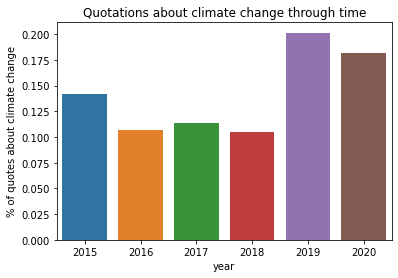 Quotations about climate change through time
% of quotes about climate change
0.200
0.175
0.150
0.125
0.100
0.075
0.050
0.025
0.000
2015 2016 2017 2018 2019 2020
year